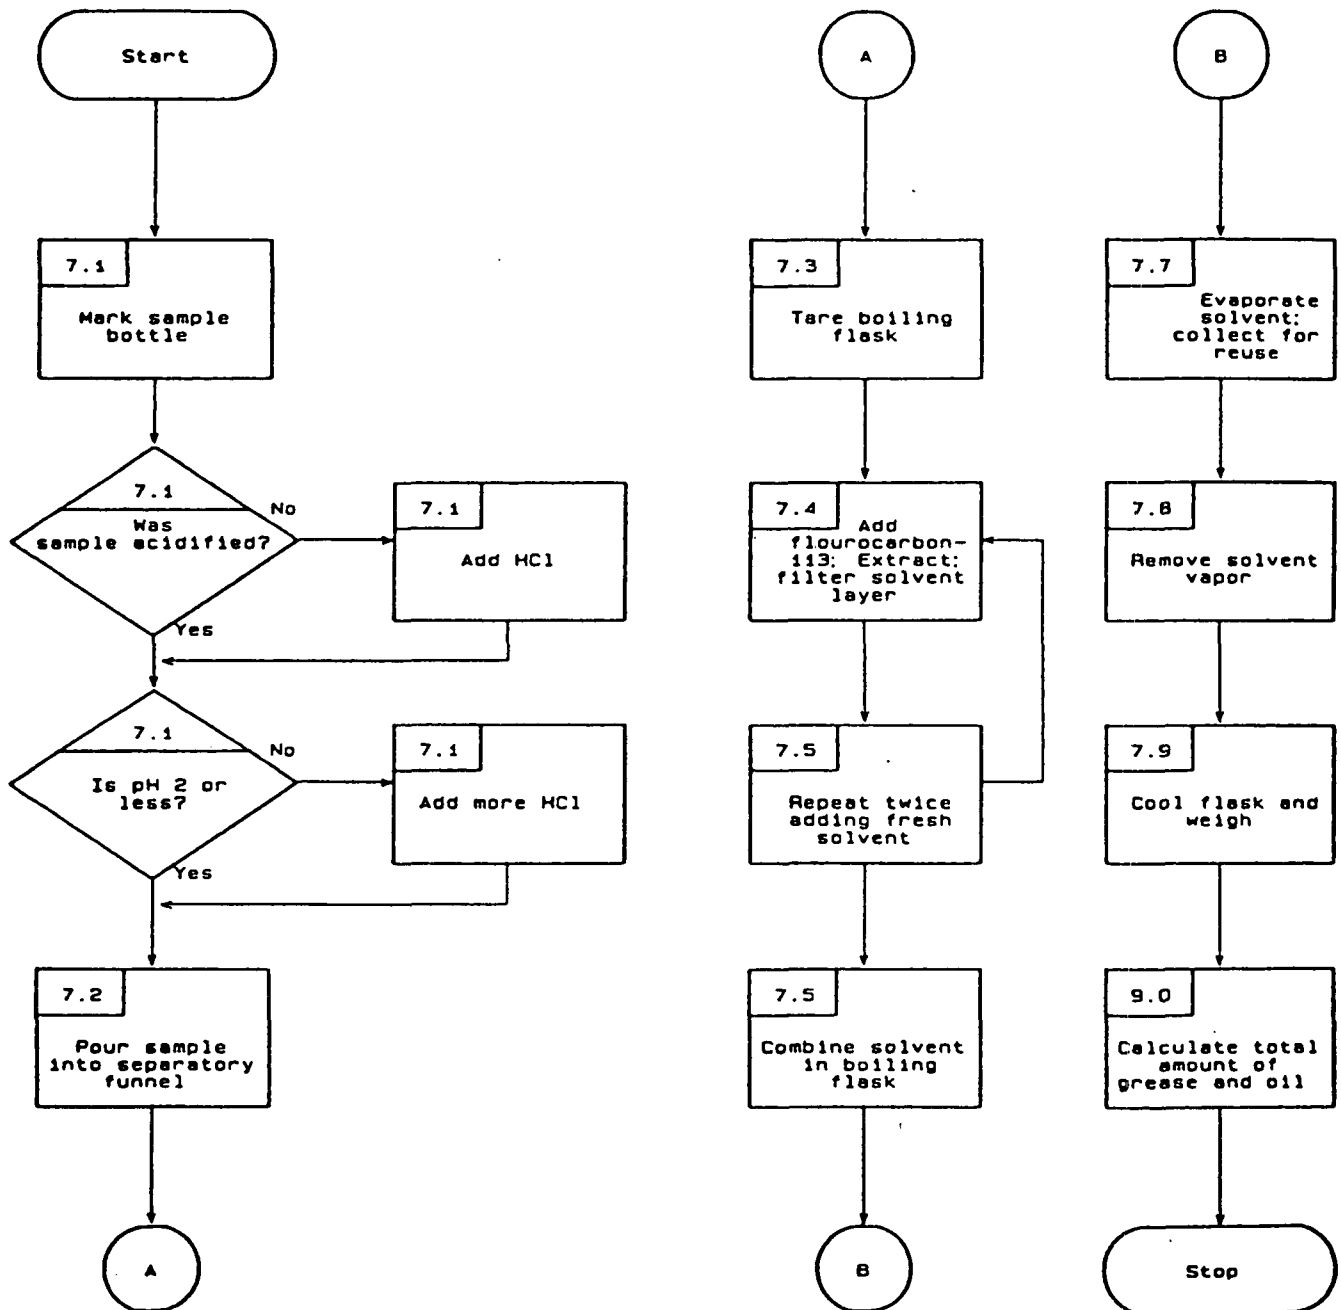 Start
7.1
Mark sample
bottle
7.1
Was
sample acidified?
No
Yes
7.1
Add HCl
7.1
Is pH 2 or
less?
No
Yes
7.1
Add more HCl
7.2
Pour sample
into separatory
funnel
A
A
7.3
Tare boiling
flask
7.4
Add
flourocarbon-
113; Extract;
filter solvent
layer
7.5
Repeat twice
adding fresh
solvent
7.5
Combine solvent
in boiling
flask
B
B
7.7
Evaporate
solvent;
collect for
reuse
7.8
Remove solvent
vapor
7.9
Cool flask and
weigh
9.0
Calculate total
amount of
grease and oil
Stop